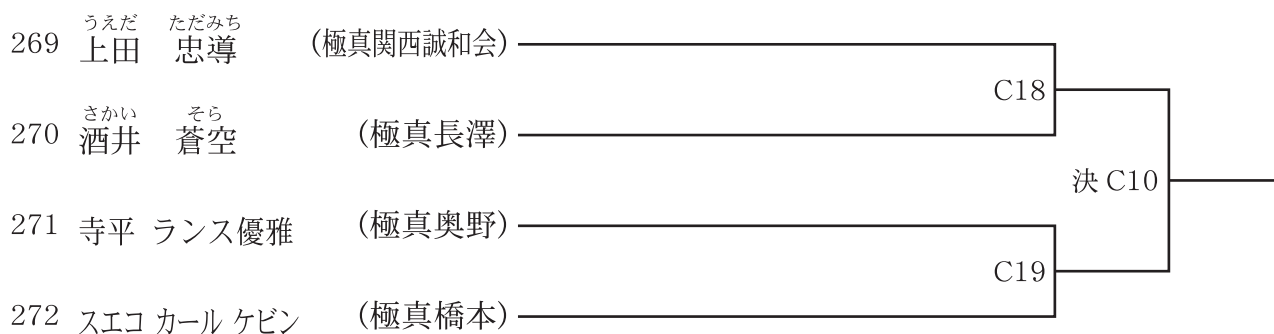 うえだ ただみち
269 上田 忠導 (極真関西誠和会)
C18
さかい そら
270 酒井 蒼空 (極真長澤)
決 C10
271 寺平 ランス優雅 (極真奥野)
C19
272 スエコ カール ケビン (極真橋本)